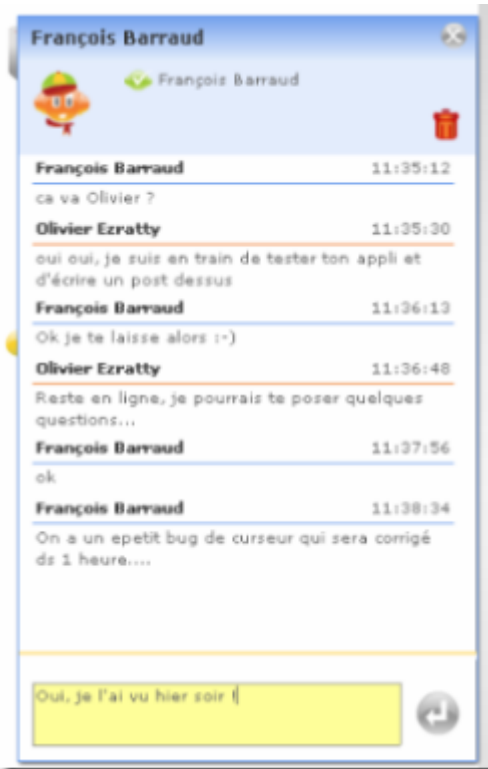 François Barraud
François Barraud
François Barraud 11:35:12
ca va Olivier ?
Olivier Ezratty 11:35:30
oui oui, je suis en train de tester ton appli et
d'écrire un post dessus
François Barraud 11:36:13
Ok je te laisse alors :-)
Olivier Ezratty 11:36:48
Reste en ligne, je pourrais te poser quelques
questions...
François Barraud 11:37:56
ok
François Barraud 11:38:34
On a un epetit bug de curseur qui sera corrigé
ds 1 heure....
Oui, je l'ai vu hier soir !